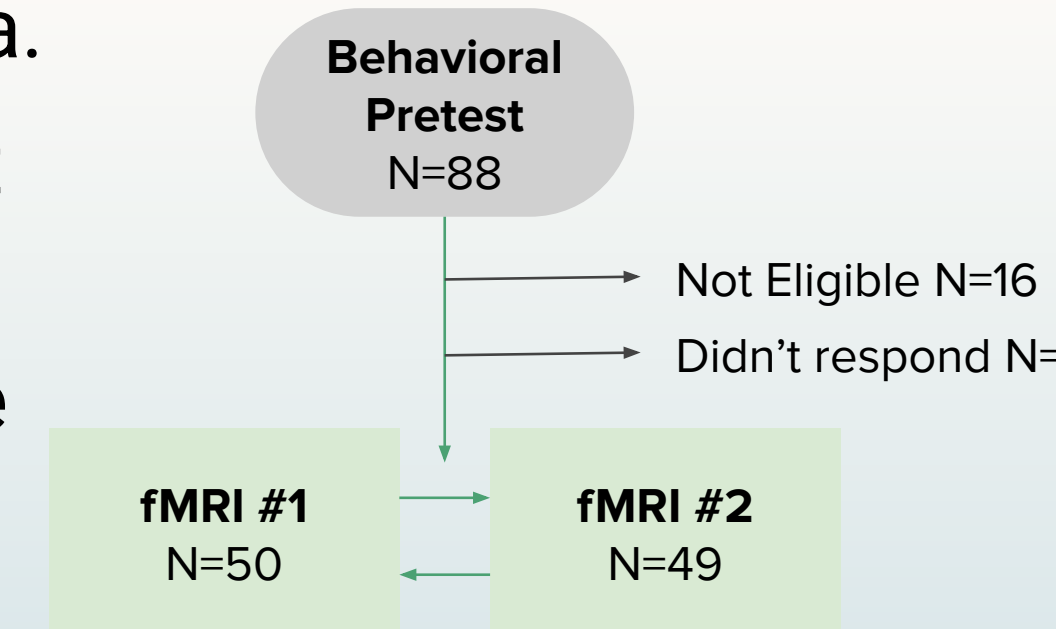 a.
Behavioral
Pretest
N=88
Not Eligible N=16
Didn’t respond N=
e
fMRI #1
N=50
fMRI #2
N=49